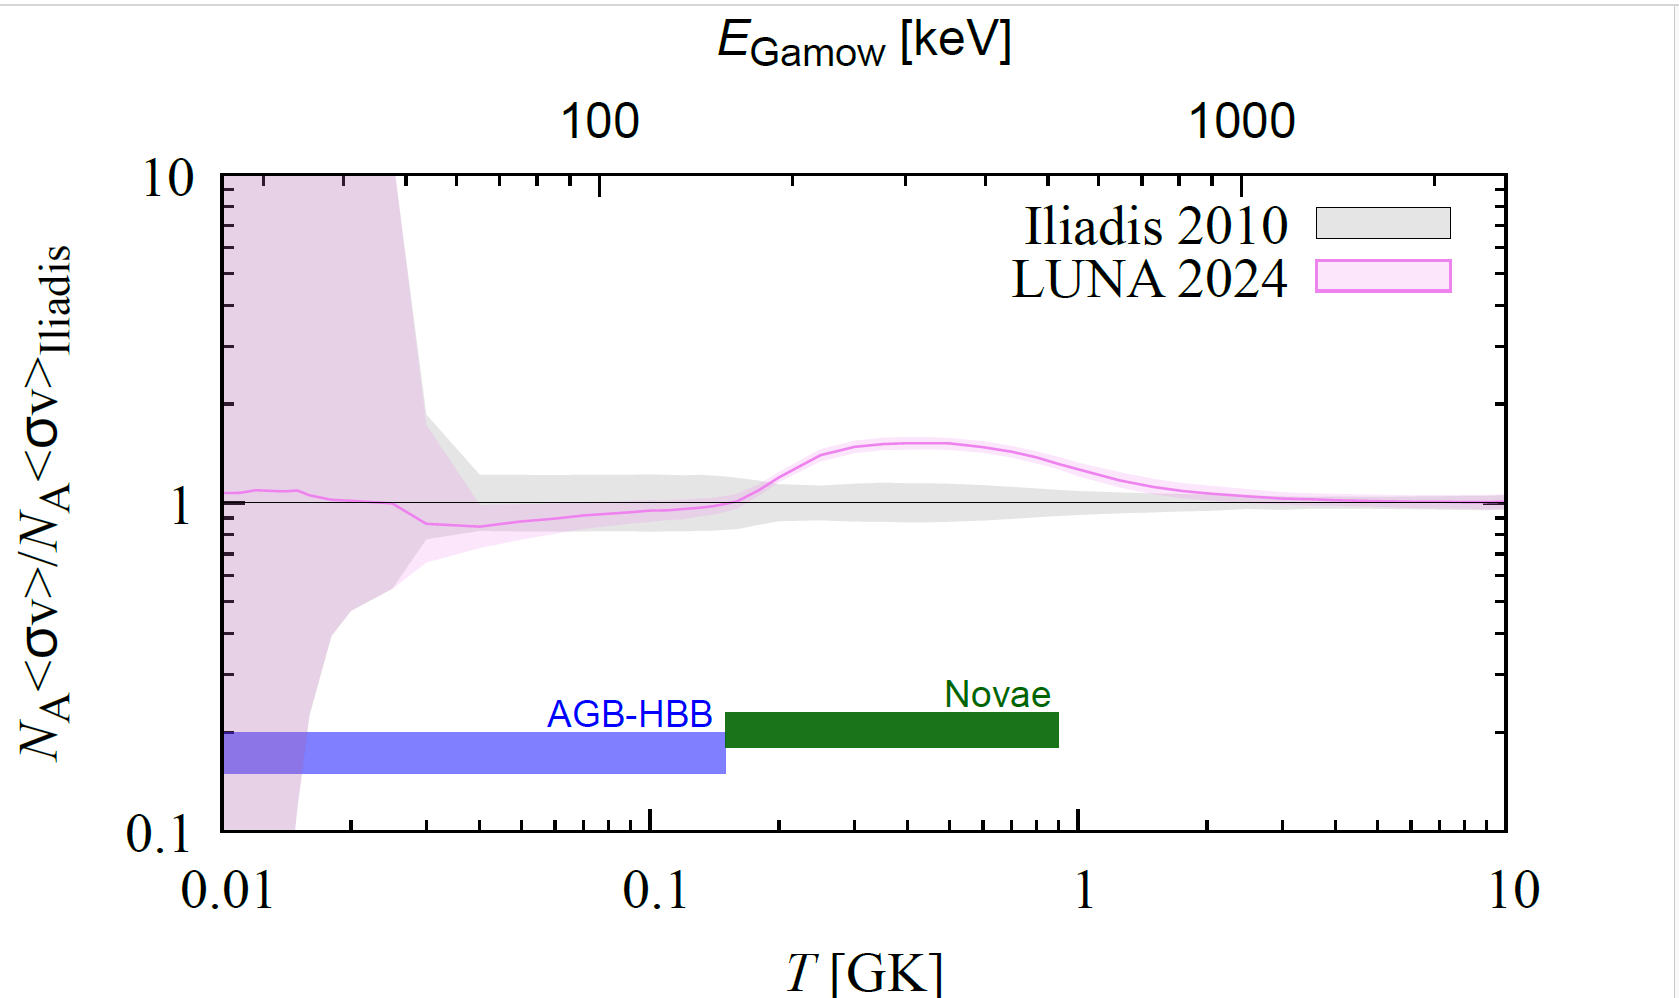 E_Gamow [keV]
100 1000
10
1
0.1
N_A<σv>/N_A<σv>_Iliadis
Iliadis 2010
LUNA 2024
Novae
AGB-HBB
0.01 0.1 1 10
T [GK]